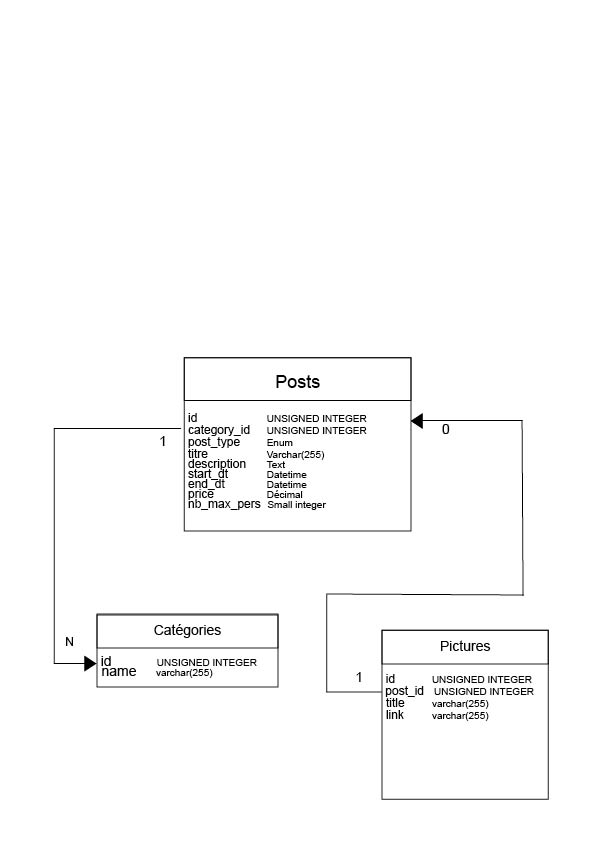 Posts
id UNSIGNED INTEGER
category_id UNSIGNED INTEGER
post_type Enum
titre Varchar(255)
description Text
start_dt Datetime
end_dt Datetime
price Décimal
nb_max_pers Small integer
1
0
N
Catégories
id UNSIGNED INTEGER
name varchar(255)
1
Pictures
id UNSIGNED INTEGER
post_id UNSIGNED INTEGER
title varchar(255)
link varchar(255)